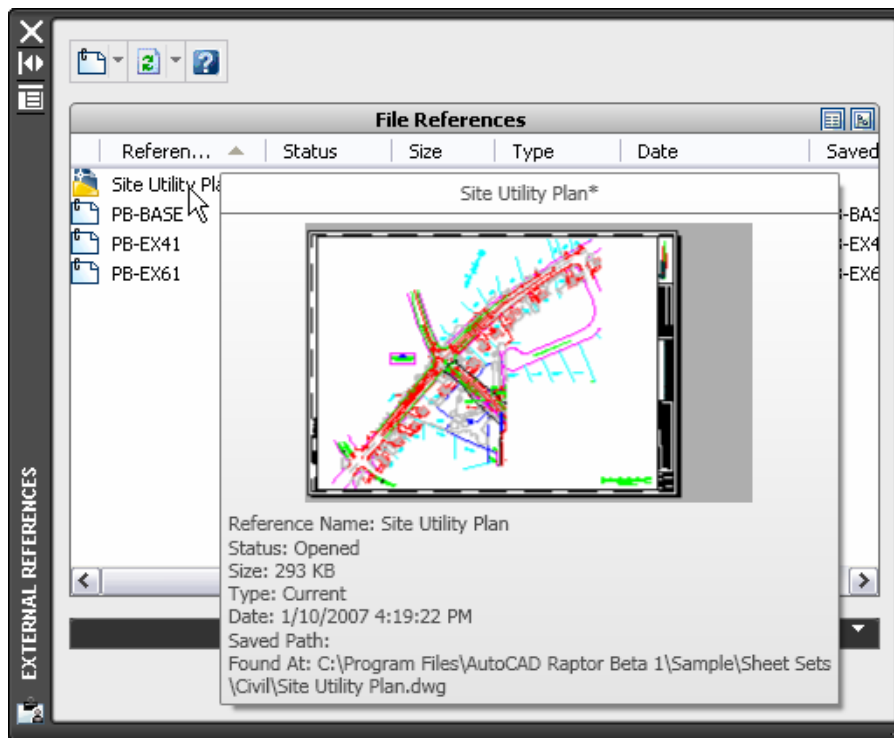 File References
Referen... Status Size Type Date Saved
Site Utility Pla
PB-BASE
PB-EX41
PB-EX61
Site Utility Plan*
Reference Name: Site Utility Plan
Status: Opened
Size: 293 KB
Type: Current
Date: 1/10/2007 4:19:22 PM
Saved Path:
Found At: C:\Program Files\AutoCAD Raptor Beta 1\Sample\Sheet Sets
\Civil\Site Utility Plan.dwg
EXTERNAL REFERENCES